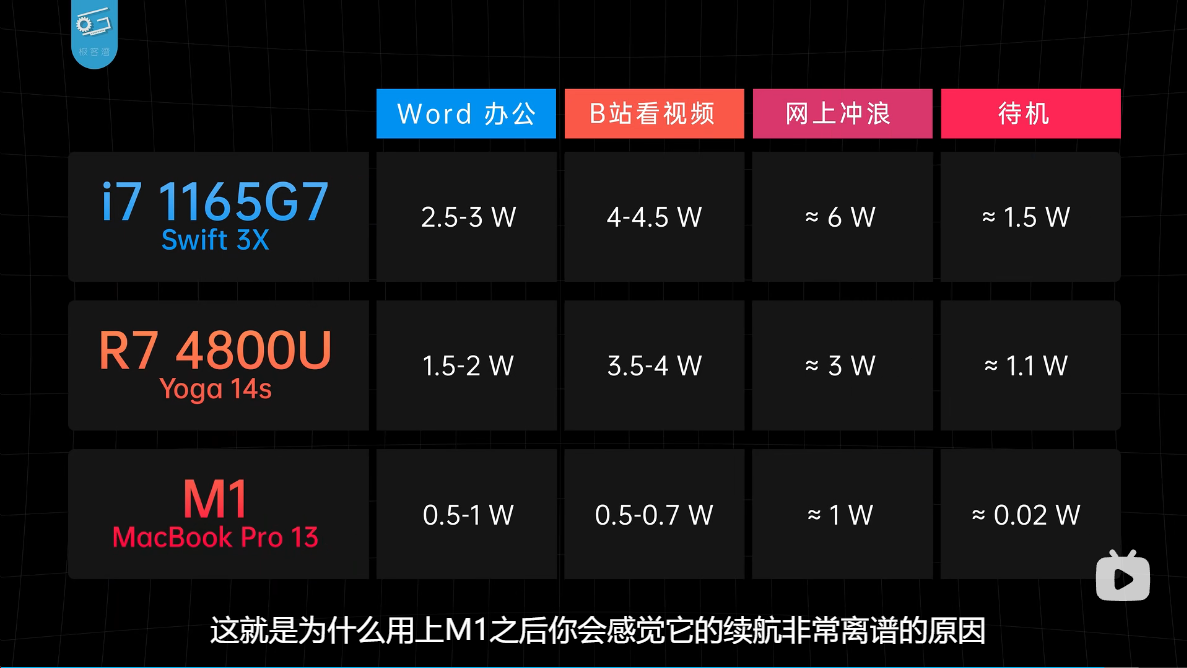 极客湾
Word 办公
B站看视频
网上冲浪
待机
i7 1165G7
Swift 3X
2.5-3 W
4-4.5 W
≈ 6 W
≈ 1.5 W
R7 4800U
Yoga 14s
1.5-2 W
3.5-4 W
≈ 3 W
≈ 1.1 W
M1
MacBook Pro 13
0.5-1 W
0.5-0.7 W
≈ 1 W
≈ 0.02 W
这就是为什么用上M1之后你会感觉它的续航非常离谱的原因